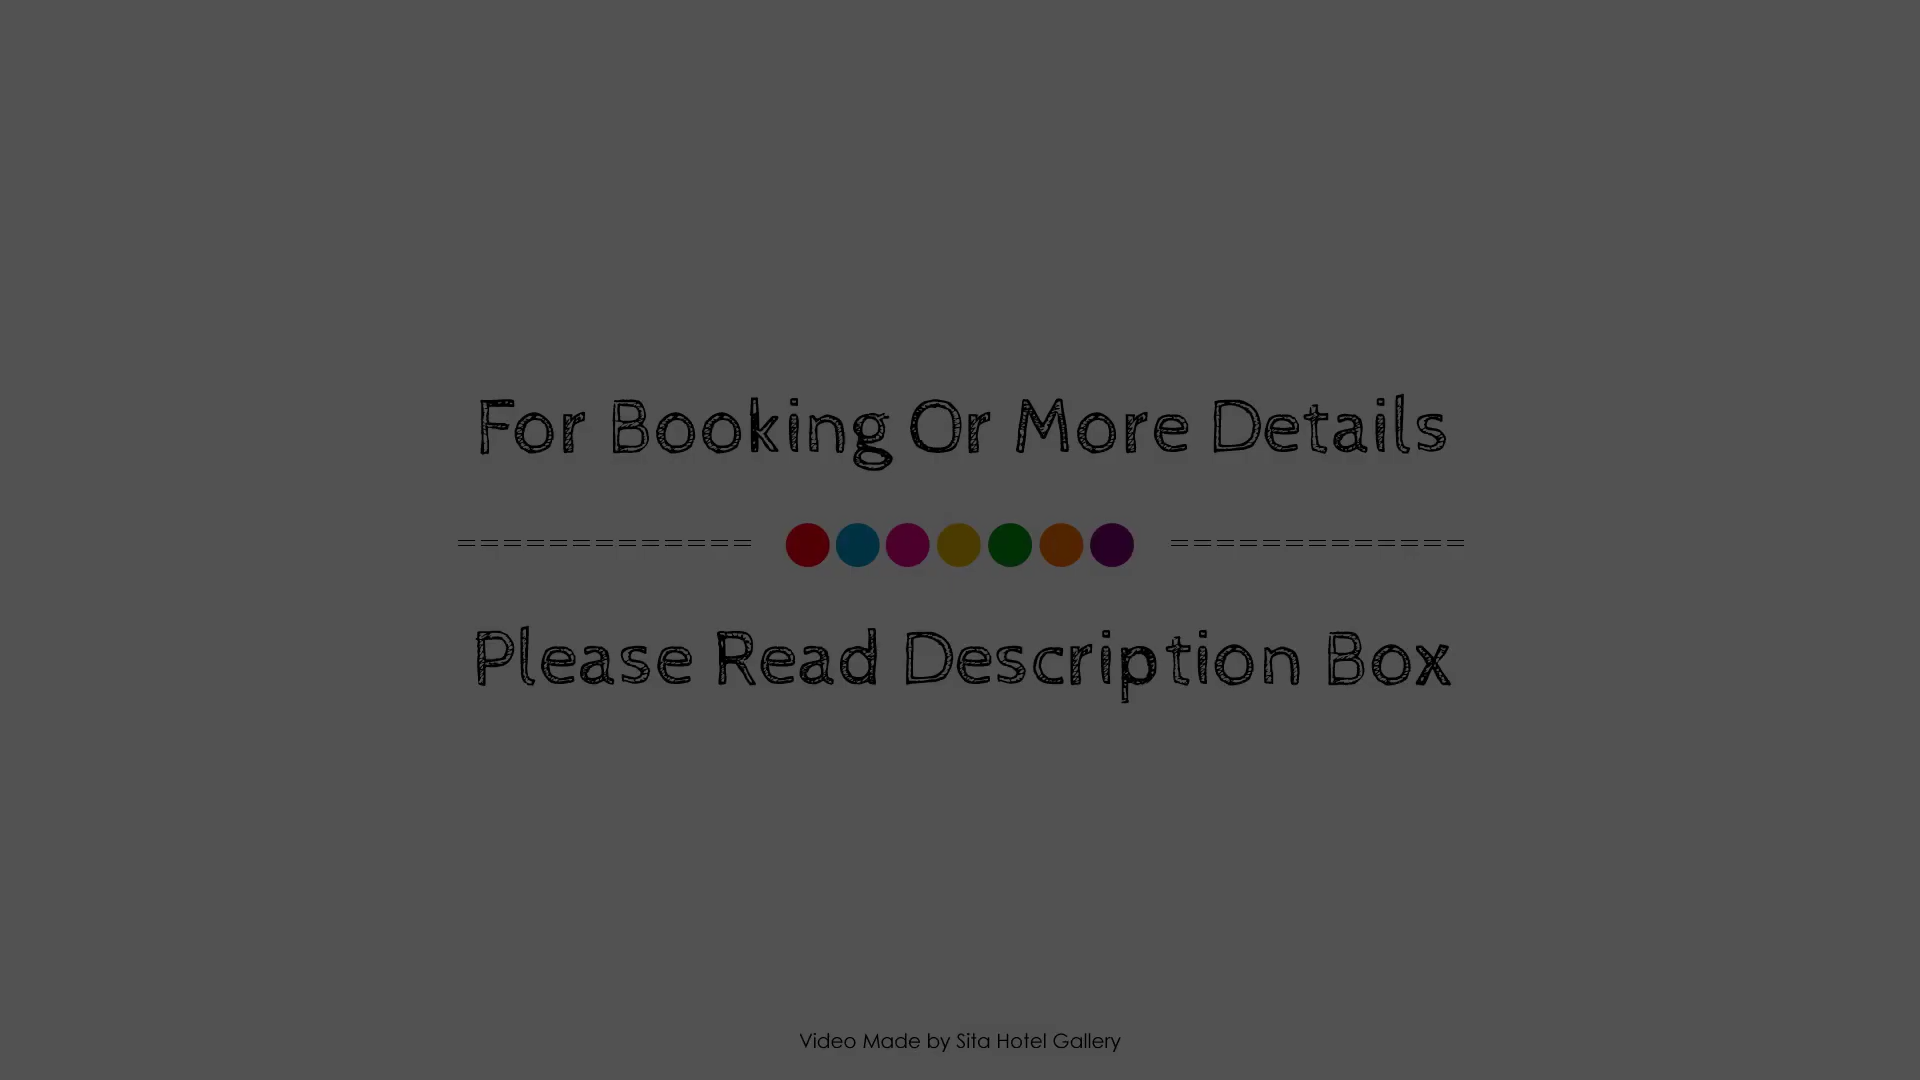 For Booking Or More Details
============= =============
Please Read Description Box
Video Made by Sita Hotel Gallery